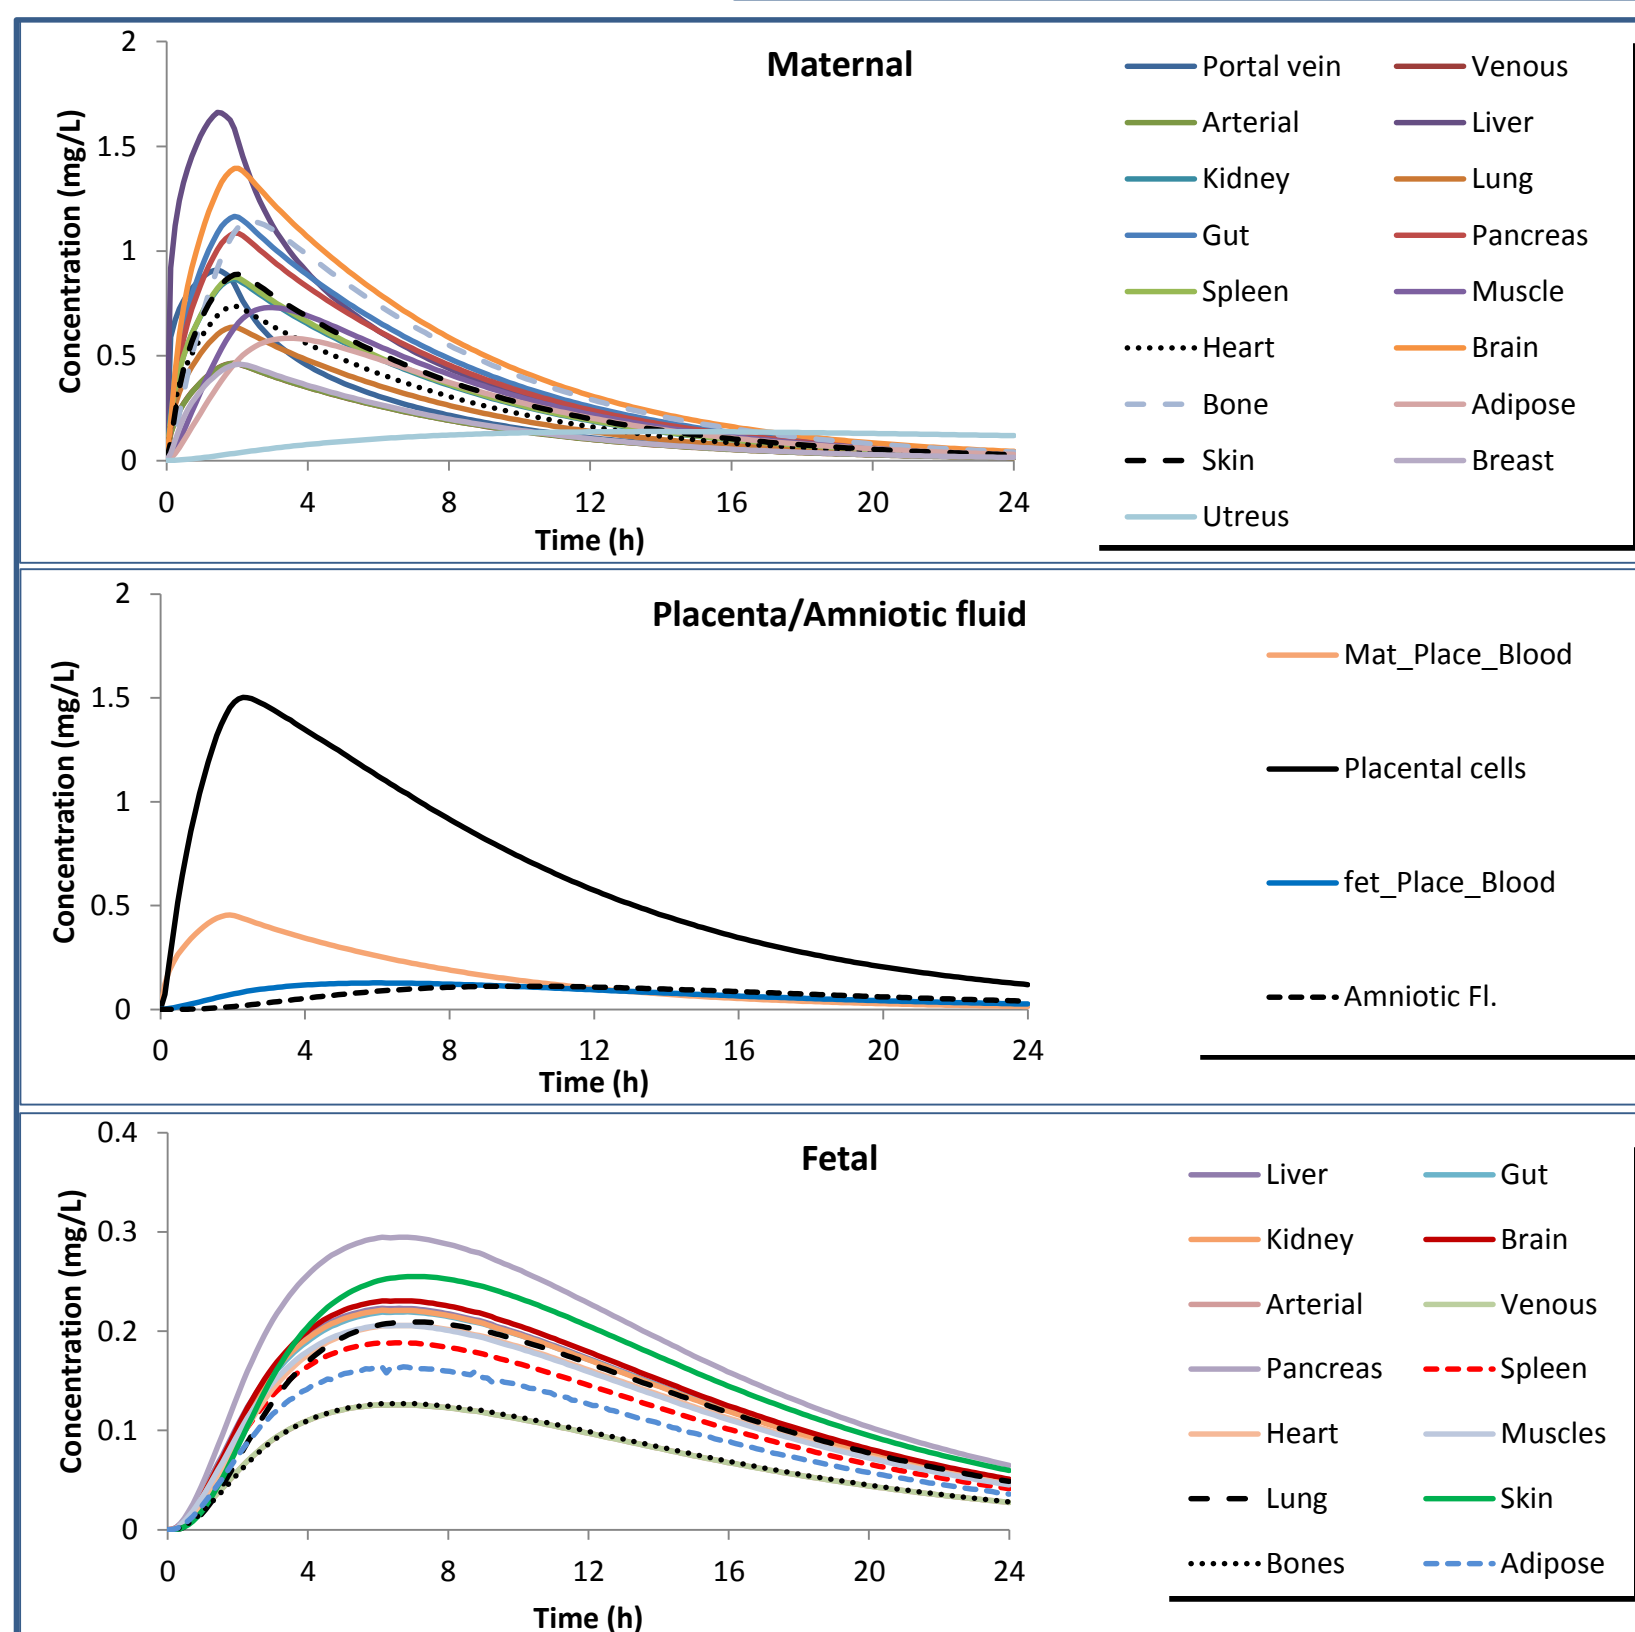 Maternal
Concentration (mg/L)
2
1.5
1
0.5
0
0 4 8 12 16 20 24
Time (h)
Portal vein Venous
Arterial Liver
Kidney Lung
Gut Pancreas
Spleen Muscle
Heart Brain
Bone Adipose
Skin Breast
Utreus
Placenta/Amniotic fluid
Concentration (mg/L)
2
1.5
1
0.5
0
0 4 8 12 16 20 24
Time (h)
Mat_Place_Blood
Placental cells
fet_Place_Blood
Amniotic Fl.
Fetal
Concentration (mg/L)
0.4
0.3
0.2
0.1
0
0 4 8 12 16 20 24
Time (h)
Liver Gut
Kidney Brain
Arterial Venous
Pancreas Spleen
Heart Muscles
Lung Skin
Bones Adipose